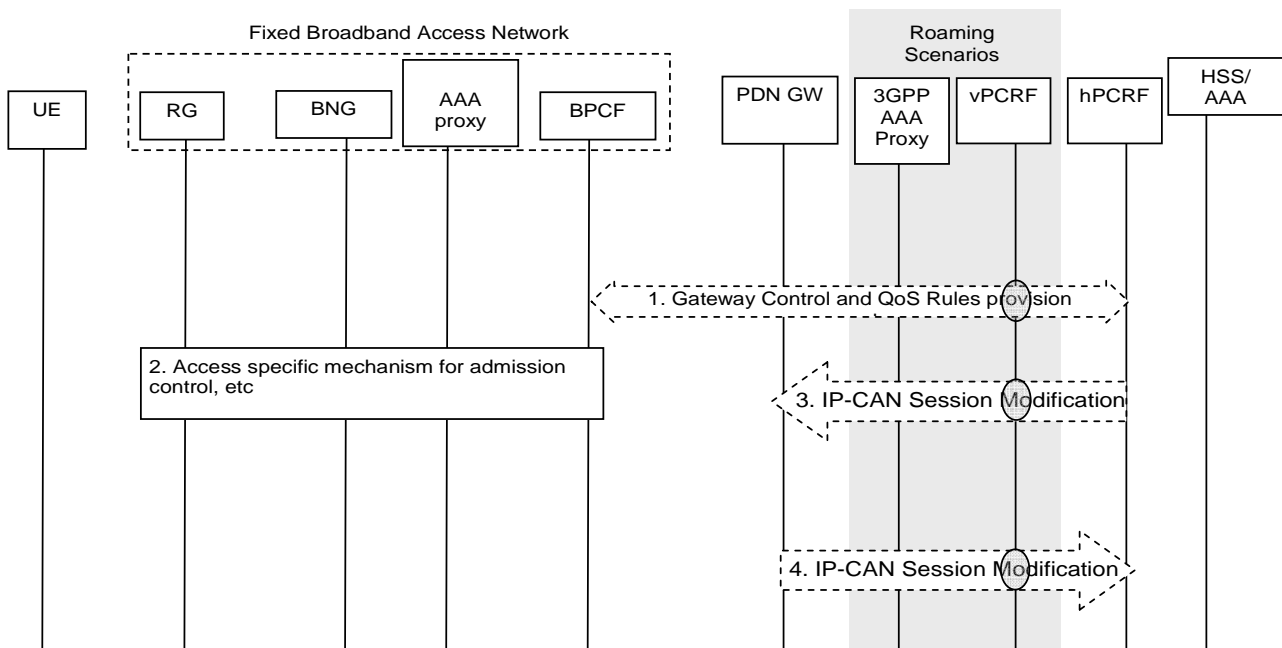 Fixed Broadband Access Network
Roaming
Scenarios
UE
RG
BNG
AAA
proxy
BPCF
PDN GW
3GPP
AAA
Proxy
vPCRF
hPCRF
HSS/
AAA
1. Gateway Control and QoS Rules provision
2. Access specific mechanism for admission
control, etc
3. IP-CAN Session Modification
4. IP-CAN Session Modification